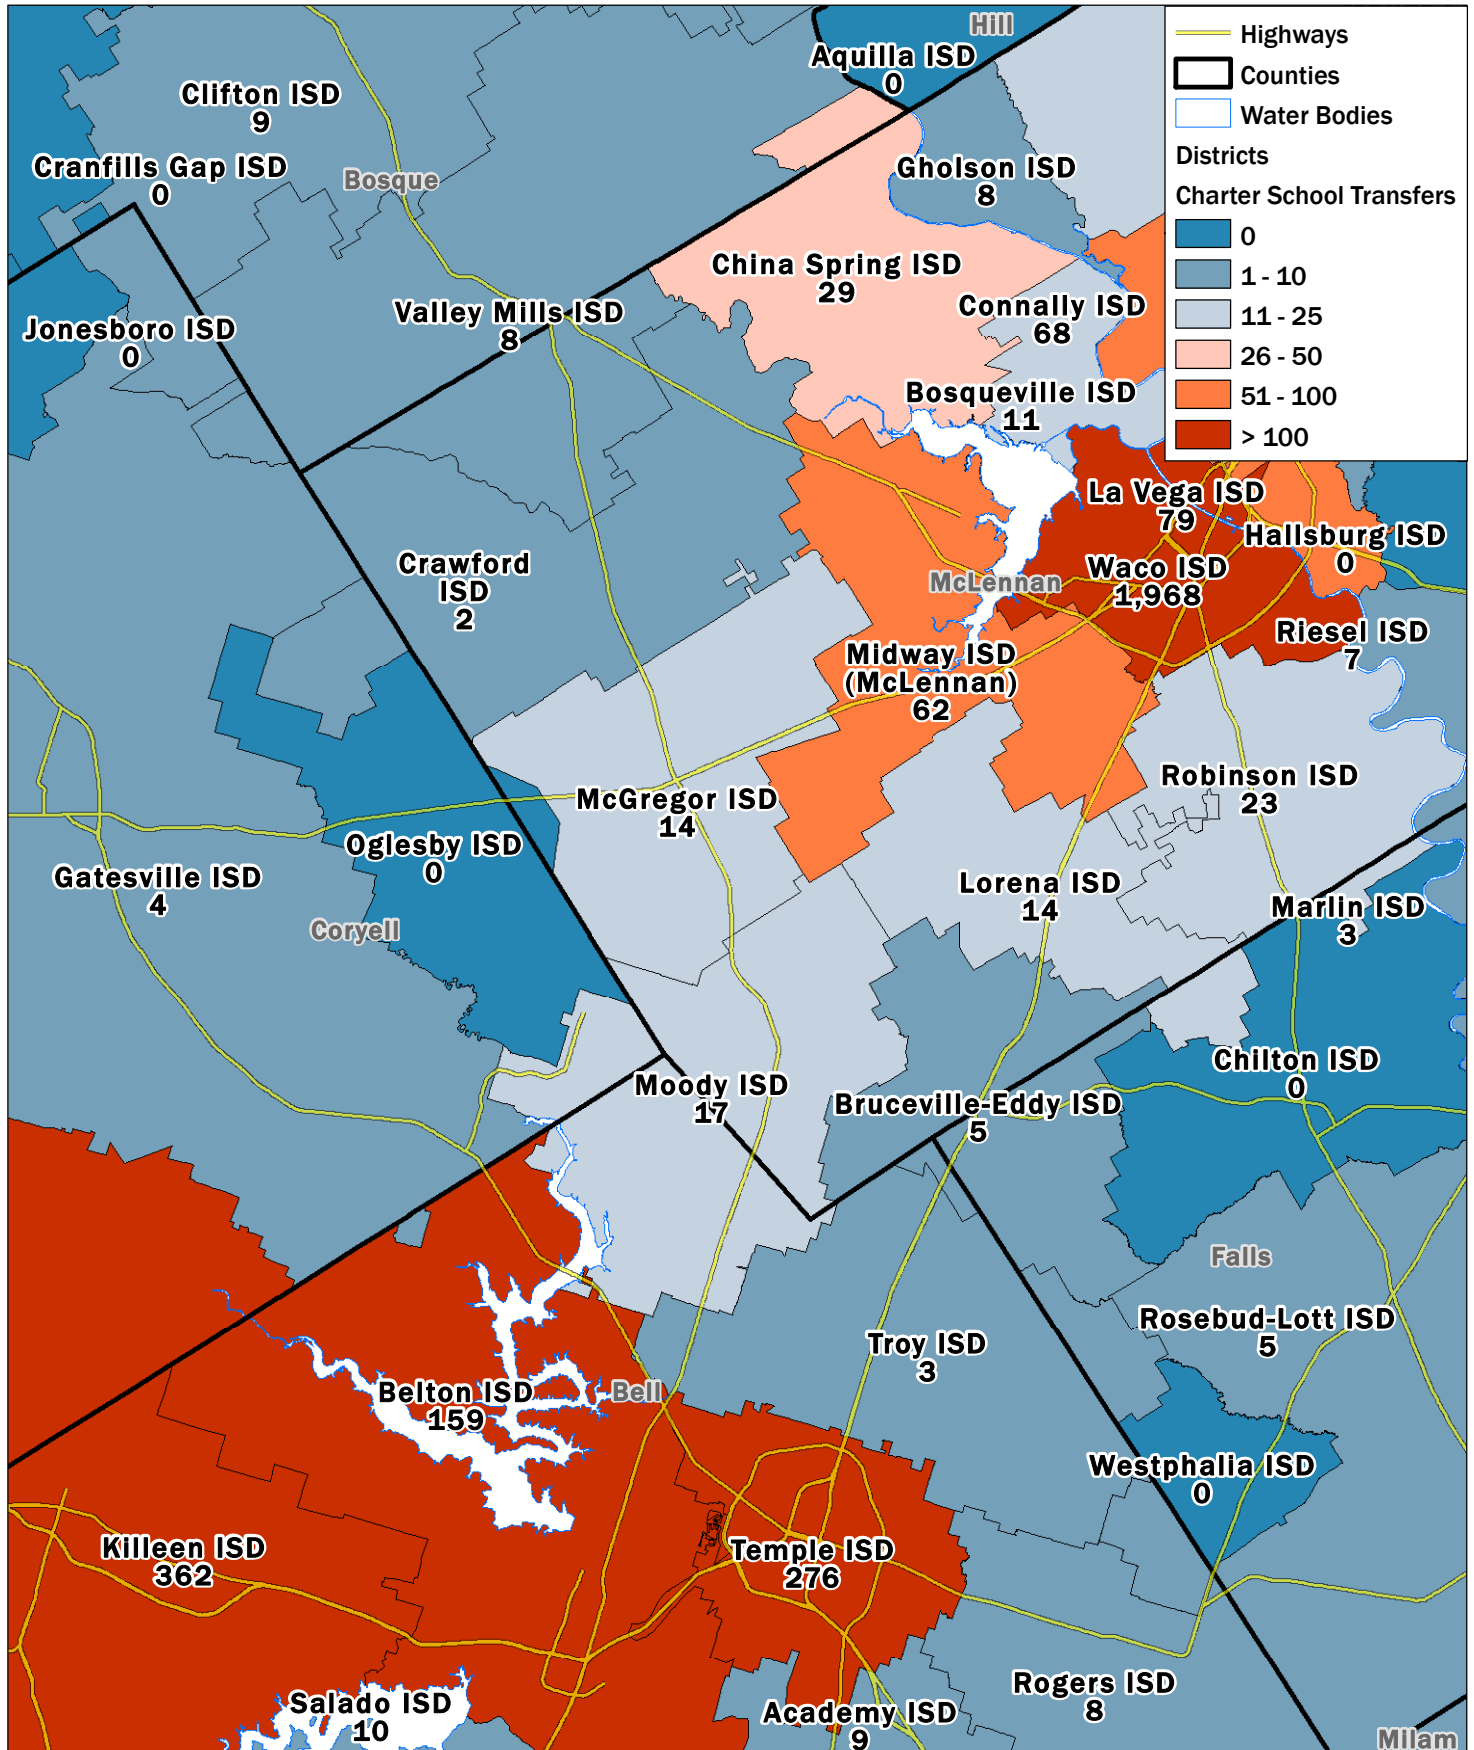 Hill
Highways
Aquilla ISD
0
Counties
Clifton ISD
9
Water Bodies
Districts
Cranfills Gap ISD
0
Bosque
Gholson ISD
8
Charter School Transfers
0
1 - 10
11 - 25
26 - 50
51 - 100
> 100
China Spring ISD
29
Connally ISD
68
Valley Mills ISD
8
Jonesboro ISD
0
Bosqueville ISD
11
La Vega ISD
79
Hallsburg ISD
0
Crawford
ISD
2
McLennan
Waco ISD
1,968
Riesel ISD
7
Midway ISD
(McLennan)
62
Robinson ISD
23
McGregor ISD
14
Oglesby ISD
0
Gatesville ISD
4
Lorena ISD
14
Marlin ISD
3
Coryell
Chilton ISD
0
Moody ISD
17
Bruceville-Eddy ISD
5
Falls
Rosebud-Lott ISD
5
Troy ISD
3
Belton ISD
159
Bell
Westphalia ISD
0
Killeen ISD
362
Temple ISD
276
Rogers ISD
8
Salado ISD
10
Academy ISD
9
Milam